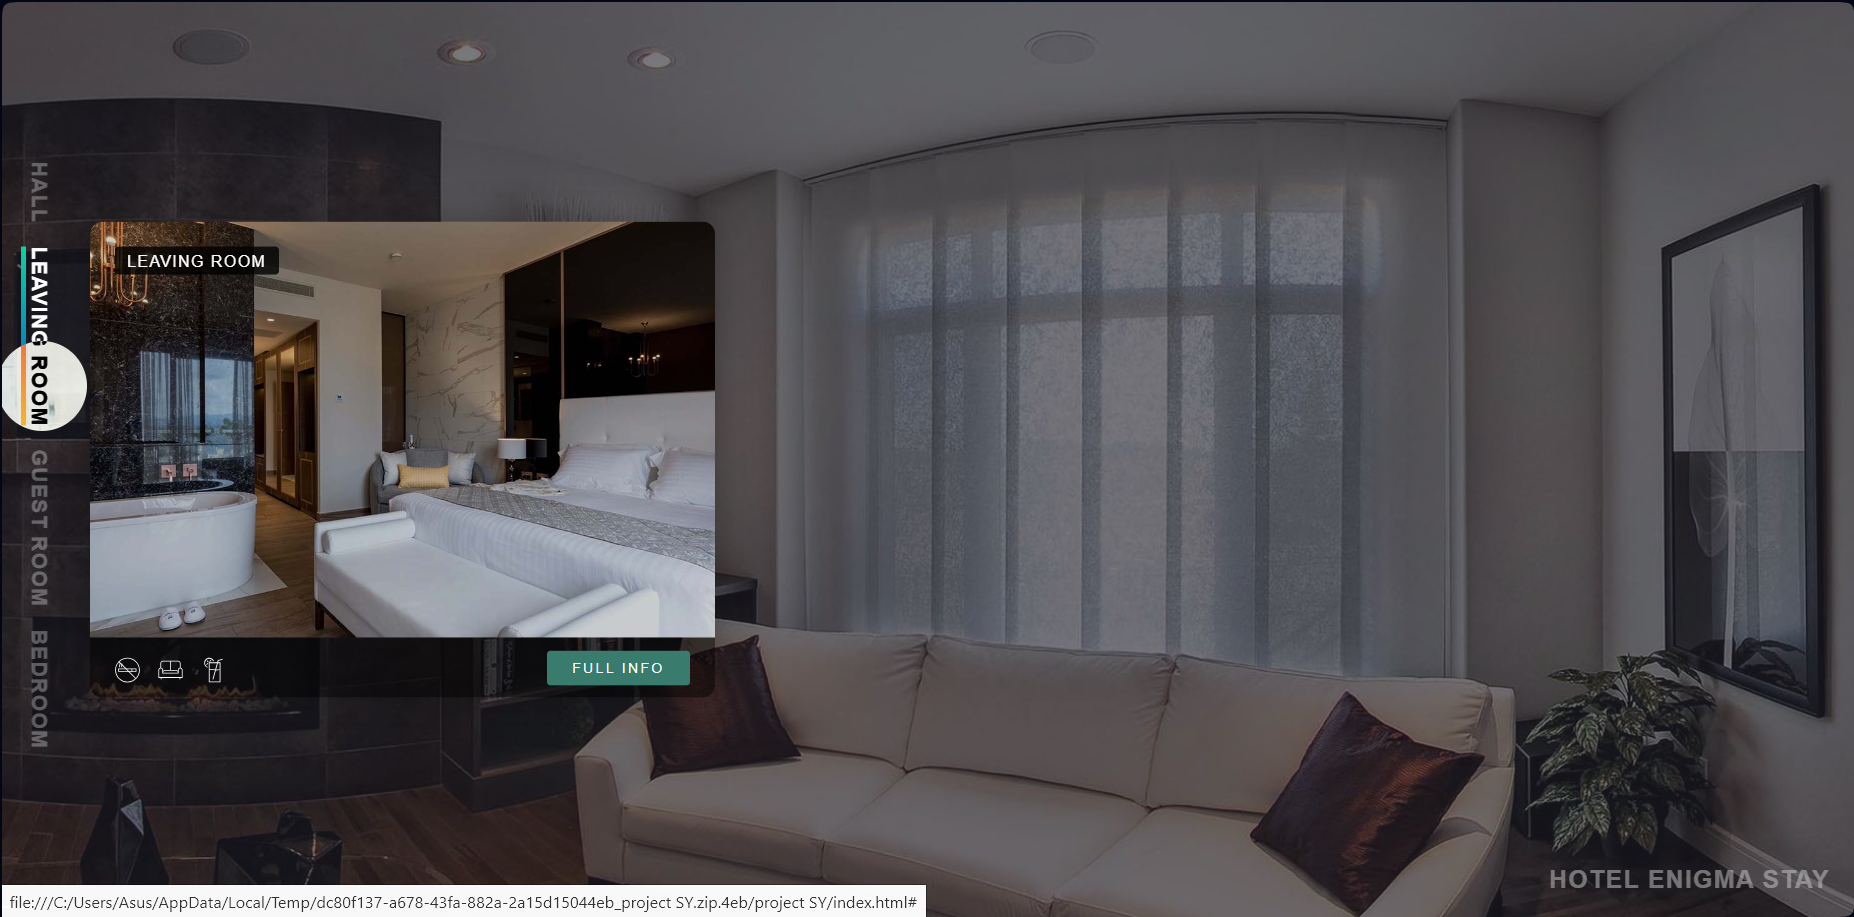 HALL
LEAVING ROOM
GUEST ROOM
BEDROOM
LEAVING ROOM
FULL INFO
HOTEL ENIGMA STAY
file:///C:/Users/Asus/AppData/Local/Temp/dc80f137-a678-43fa-882a-2a15d15044eb_project SY.zip.4eb/project SY/index.html#